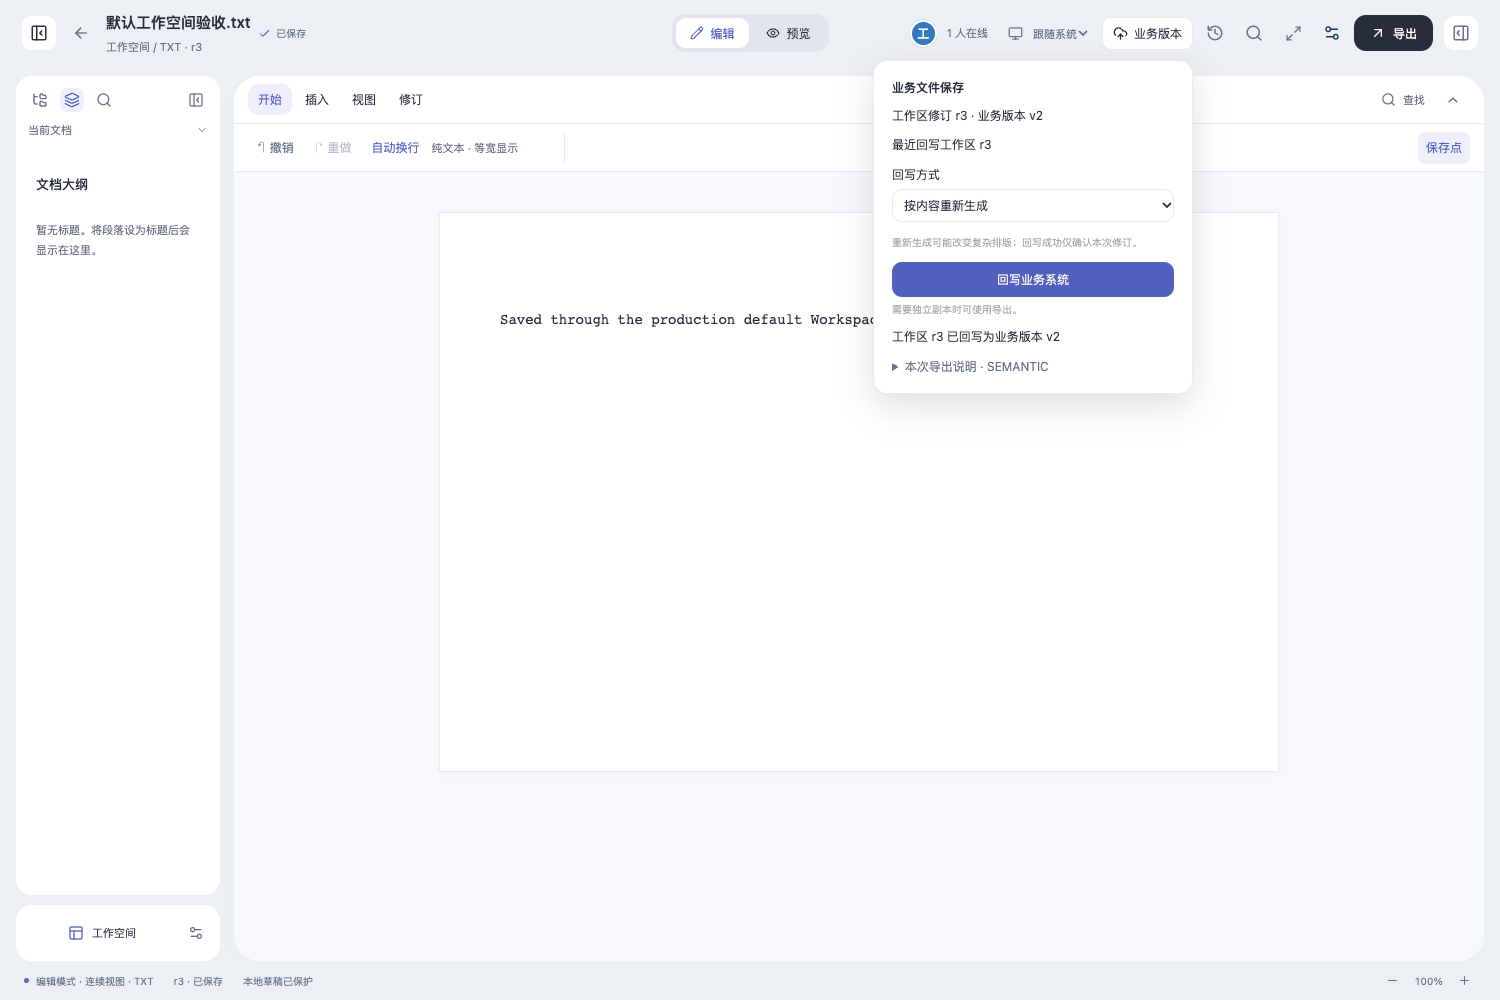 默认工作空间验收.txt
已保存
工作空间 / TXT · r3
编辑
预览
工
1 人在线
跟随系统
业务版本
导出
当前文档
文档大纲
暂无标题。将段落设为标题后会
显示在这里。
工作空间
开始
插入
视图
修订
查找
撤销
重做
自动换行
纯文本 · 等宽显示
保存点
Saved through the production default Workspac
业务文件保存
工作区修订 r3 · 业务版本 v2
最近回写工作区 r3
回写方式
按内容重新生成
重新生成可能改变复杂排版；回写成功仅确认本次修订。
回写业务系统
需要独立副本时可使用导出。
工作区 r3 已回写为业务版本 v2
本次导出说明 · SEMANTIC
编辑模式 · 连续视图 · TXT
r3 · 已保存
本地草稿已保护
100%